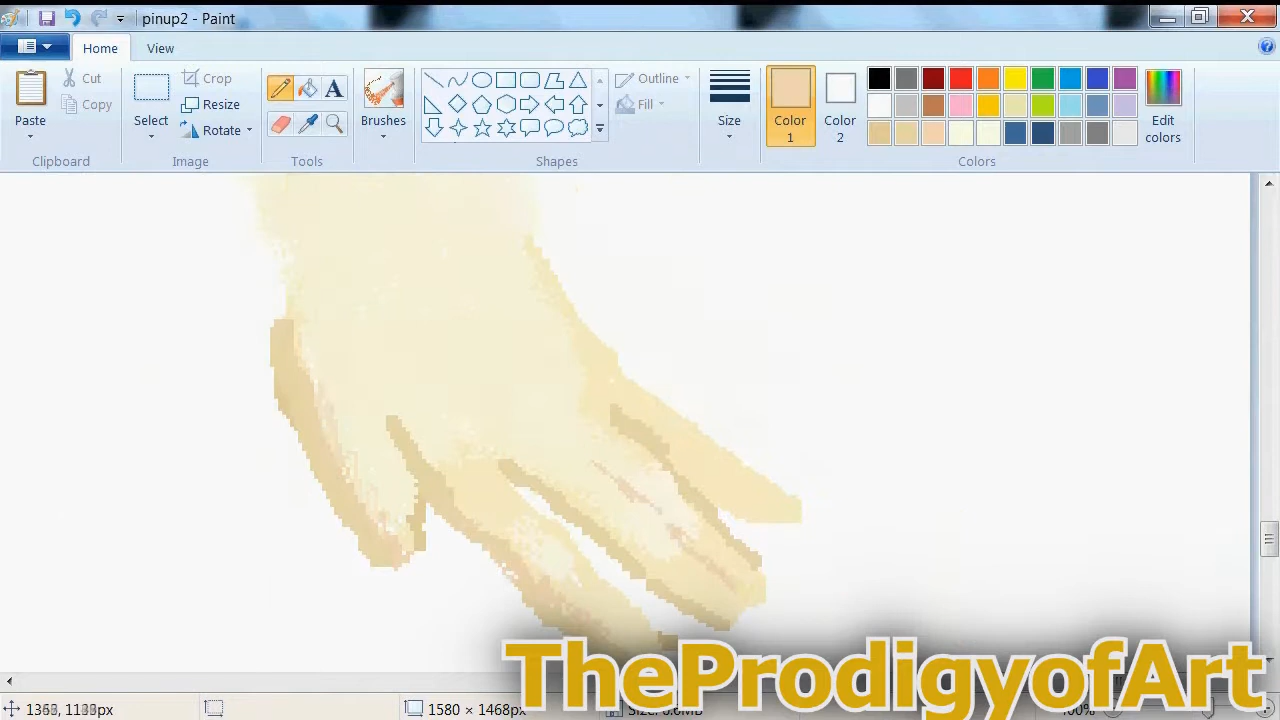 pinup2 - Paint
Home View
Paste
Cut
Copy
Select
Crop
Resize
Rotate
Brushes
Outline
Fill
Size
Color 1
Color 2
Edit colors
Clipboard Image Tools Shapes Colors
TheProdigyofArt
1580 × 1468px